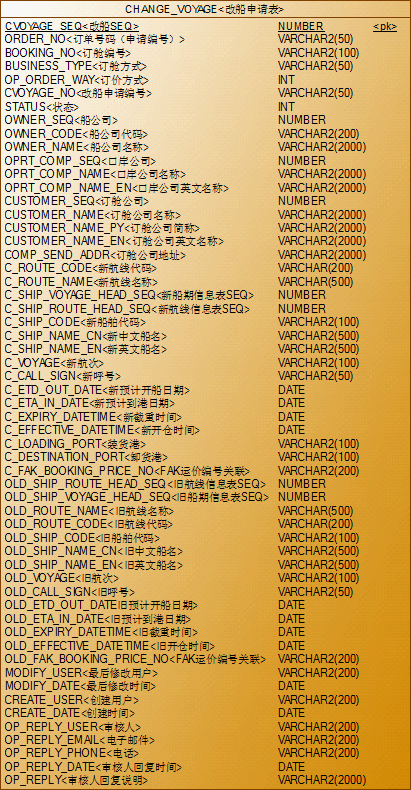 CHANGE_VOYAGE<改船申请表>
CVOYAGE_SEQ<改船SEQ> NUMBER <pk>
ORDER_NO<订单号码（申请编号）> VARCHAR2(50)
BOOKING_NO<订舱编号> VARCHAR2(100)
BUSINESS_TYPE<订舱方式> VARCHAR2(50)
OP_ORDER_WAY<订价方式> INT
CVOYAGE_NO<改船申请编号> VARCHAR2(50)
STATUS<状态> INT
OWNER_SEQ<船公司> NUMBER
OWNER_CODE<船公司代码> VARCHAR2(200)
OWNER_NAME<船公司名称> VARCHAR2(2000)
OPRT_COMP_SEQ<口岸公司> NUMBER
OPRT_COMP_NAME<口岸公司名称> VARCHAR2(2000)
OPRT_COMP_NAME_EN<口岸公司英文名称> VARCHAR2(2000)
CUSTOMER_SEQ<订舱公司> NUMBER
CUSTOMER_NAME<订舱公司名称> VARCHAR2(2000)
CUSTOMER_NAME_PY<订舱公司简称> VARCHAR2(2000)
CUSTOMER_NAME_EN<订舱公司英文名称> VARCHAR2(2000)
COMP_SEND_ADDR<订舱公司地址> VARCHAR2(2000)
C_ROUTE_CODE<新航线代码> VARCHAR(200)
C_ROUTE_NAME<新航线名称> VARCHAR(500)
C_SHIP_VOYAGE_HEAD_SEQ<新船期信息表SEQ> NUMBER
C_SHIP_ROUTE_HEAD_SEQ<新航线信息表SEQ> NUMBER
C_SHIP_CODE<新船舶代码> VARCHAR2(100)
C_SHIP_NAME_CN<新中文船名> VARCHAR2(500)
C_SHIP_NAME_EN<新英文船名> VARCHAR2(500)
C_VOYAGE<新航次> VARCHAR2(100)
C_CALL_SIGN<新呼号> VARCHAR2(50)
C_ETD_OUT_DATE<新预计开船日期> DATE
C_ETA_IN_DATE<新预计到港日期> DATE
C_EXPIRY_DATETIME<新截重时间> DATE
C_EFFECTIVE_DATETIME<新开仓时间> DATE
C_LOADING_PORT<装货港> VARCHAR2(100)
C_DESTINATION_PORT<卸货港> VARCHAR2(100)
C_FAK_BOOKING_PRICE_NO<FAK运价编号关联> VARCHAR2(200)
OLD_SHIP_ROUTE_HEAD_SEQ<旧航线信息表SEQ> NUMBER
OLD_SHIP_VOYAGE_HEAD_SEQ<旧船期信息表SEQ> NUMBER
OLD_ROUTE_NAME<旧航线名称> VARCHAR(500)
OLD_ROUTE_CODE<旧航线代码> VARCHAR(200)
OLD_SHIP_CODE<旧船舶代码> VARCHAR2(100)
OLD_SHIP_NAME_CN<旧中文船名> VARCHAR2(500)
OLD_SHIP_NAME_EN<旧英文船名> VARCHAR2(500)
OLD_VOYAGE<旧航次> VARCHAR2(100)
OLD_CALL_SIGN<旧呼号> VARCHAR2(50)
OLD_ETD_OUT_DATE旧预计开船日期> DATE
OLD_ETA_IN_DATE<旧预计到港日期> DATE
OLD_EXPIRY_DATETIME<旧截重时间> DATE
OLD_EFFECTIVE_DATETIME<旧开仓时间> DATE
OLD_FAK_BOOKING_PRICE_NO<FAK运价编号关联> VARCHAR2(200)
MODIFY_USER<最后修改用户> VARCHAR2(200)
MODIFY_DATE<最后修改时间> DATE
CREATE_USER<创建用户> VARCHAR2(200)
CREATE_DATE<创建时间> DATE
OP_REPLY_USER<审核人> VARCHAR2(200)
OP_REPLY_EMAIL<电子邮件> VARCHAR2(200)
OP_REPLY_PHONE<电话> VARCHAR2(200)
OP_REPLY_DATE<审核人回复时间> DATE
OP_REPLY<审核人回复说明> VARCHAR2(2000)